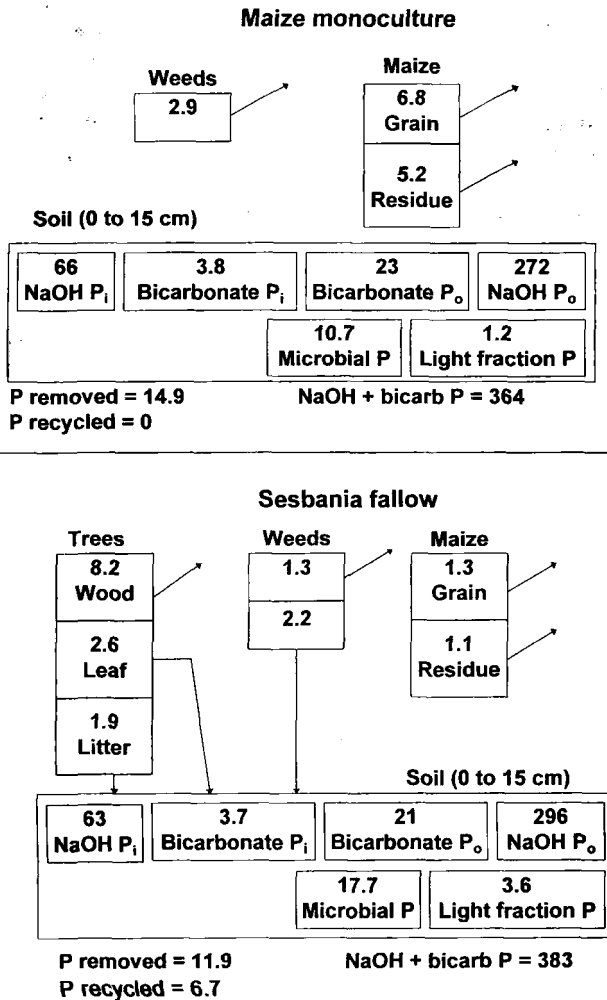 Maize monoculture
Weeds
2.9
Maize
6.8
Grain
5.2
Residue
Soil (0 to 15 cm)
66
NaOH Pᵢ
3.8
Bicarbonate Pᵢ
23
Bicarbonate Pₒ
272
NaOH Pₒ
10.7
Microbial P
1.2
Light fraction P
P removed = 14.9
NaOH + bicarb P = 364
P recycled = 0
Sesbania fallow
Trees
8.2
Wood
2.6
Leaf
1.9
Litter
Weeds
1.3
2.2
Maize
1.3
Grain
1.1
Residue
Soil (0 to 15 cm)
63
NaOH Pᵢ
3.7
Bicarbonate Pᵢ
21
Bicarbonate Pₒ
296
NaOH Pₒ
17.7
Microbial P
3.6
Light fraction P
P removed = 11.9
NaOH + bicarb P = 383
P recycled = 6.7